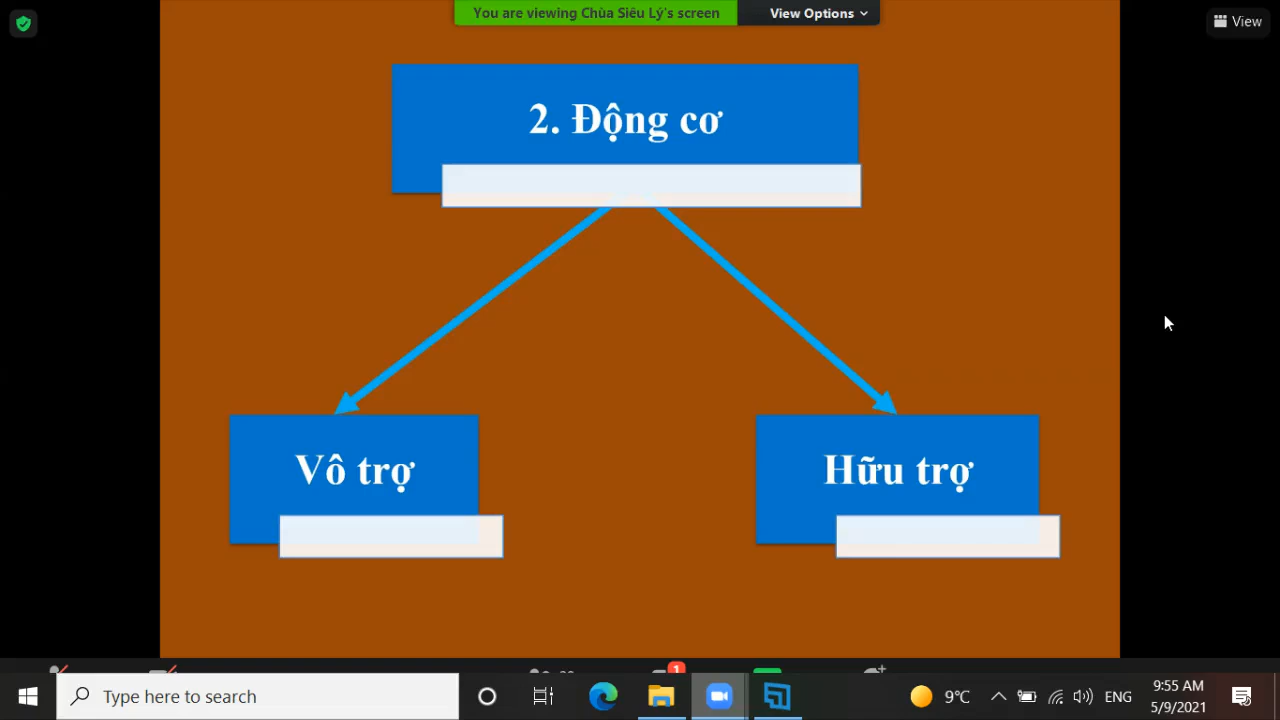 You are viewing Chùa Siêu Lý's screen
View Options
View
2. Động cơ
Vô trợ
Hữu trợ
1
Type here to search
9°C
ENG
9:55 AM
5/9/2021